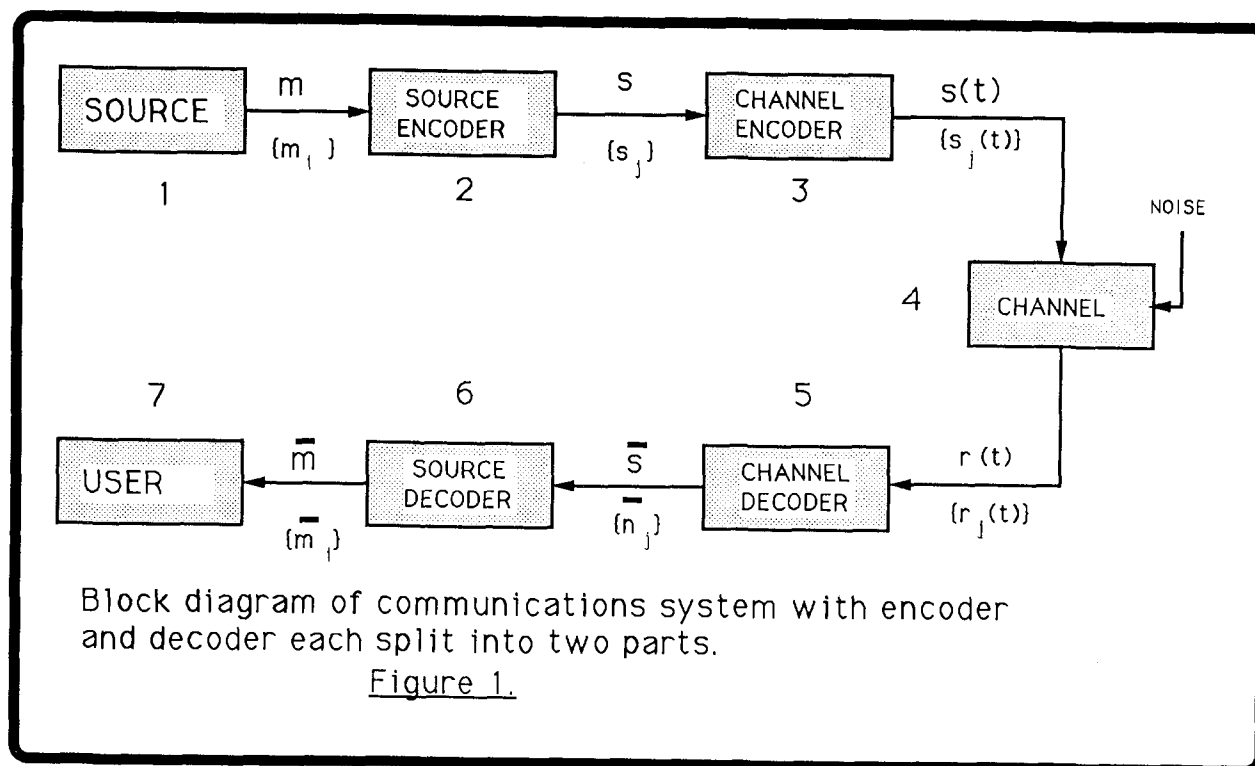 SOURCE
m
{m_i}
1
SOURCE
ENCODER
s
{s_j}
2
CHANNEL
ENCODER
s(t)
{s_j(t)}
3
NOISE
4
CHANNEL
7
6
5
USER
m̄
{m̄_i}
SOURCE
DECODER
s̄
{n̄_j}
CHANNEL
DECODER
r(t)
{r_j(t)}
Block diagram of communications system with encoder
and decoder each split into two parts.
Figure 1.